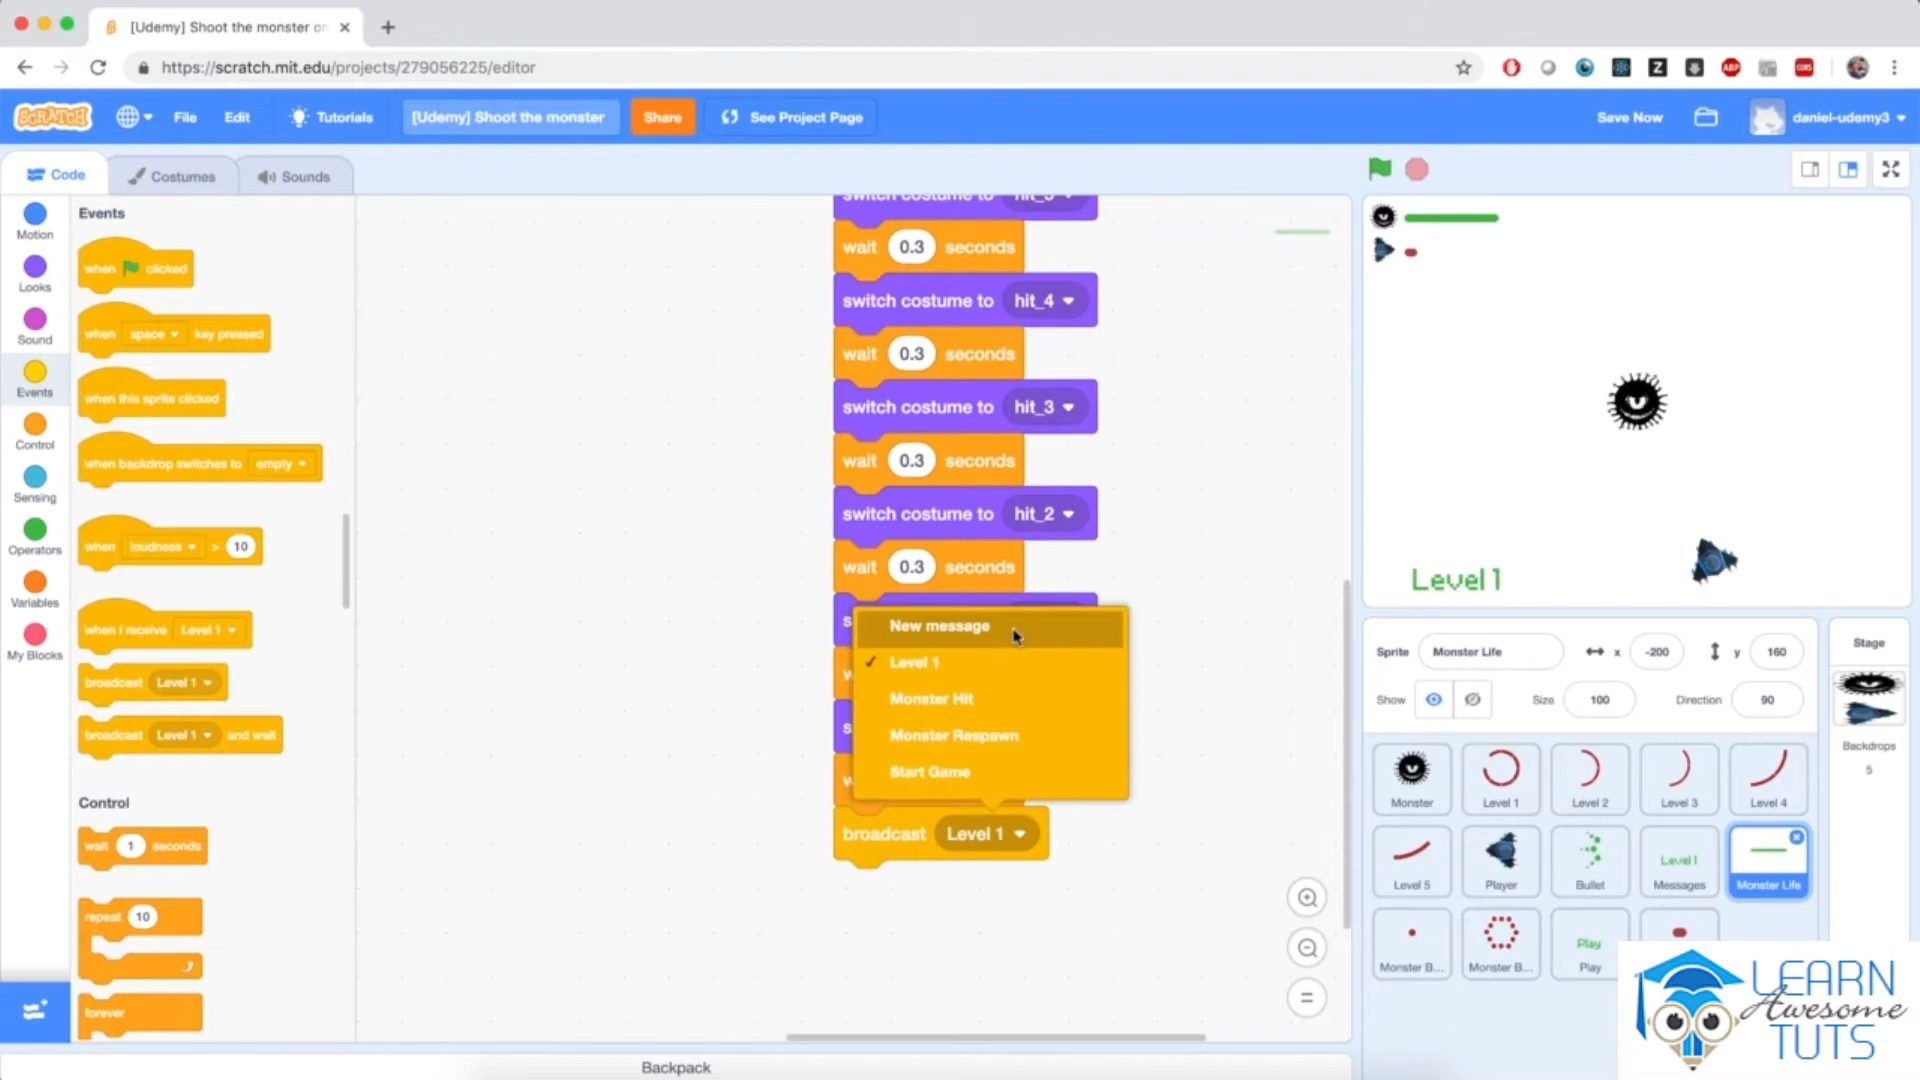 [Udemy] Shoot the monster on
https://scratch.mit.edu/projects/279056225/editor
SCRATCH
File
Edit
Tutorials
[Udemy] Shoot the monster
Share
See Project Page
Save Now
daniel-udemy3
Code
Costumes
Sounds
Motion
Looks
Sound
Events
Control
Sensing
Operators
Variables
My Blocks
Events
when clicked
when space key pressed
when this sprite clicked
when backdrop switches to empty
when loudness > 10
when I receive Level 1
broadcast Level 1
broadcast Level 1 and wait
Control
wait 1 seconds
repeat 10
forever
wait 0.3 seconds
switch costume to hit_4
wait 0.3 seconds
switch costume to hit_3
wait 0.3 seconds
switch costume to hit_2
wait 0.3 seconds
New message
✓ Level 1
Monster Hit
Monster Respawn
Start Game
broadcast Level 1
Backpack
Level 1
Sprite Monster Life
x -200
y 160
Show
Size 100
Direction 90
Stage
Backdrops
5
Monster
Level 1
Level 2
Level 3
Level 4
Level 5
Player
Bullet
Level 1
Messages
Monster Life
Monster B...
Monster B...
Play
Play
LEARN
Awesome
TUTS
Z
ABP
CORS